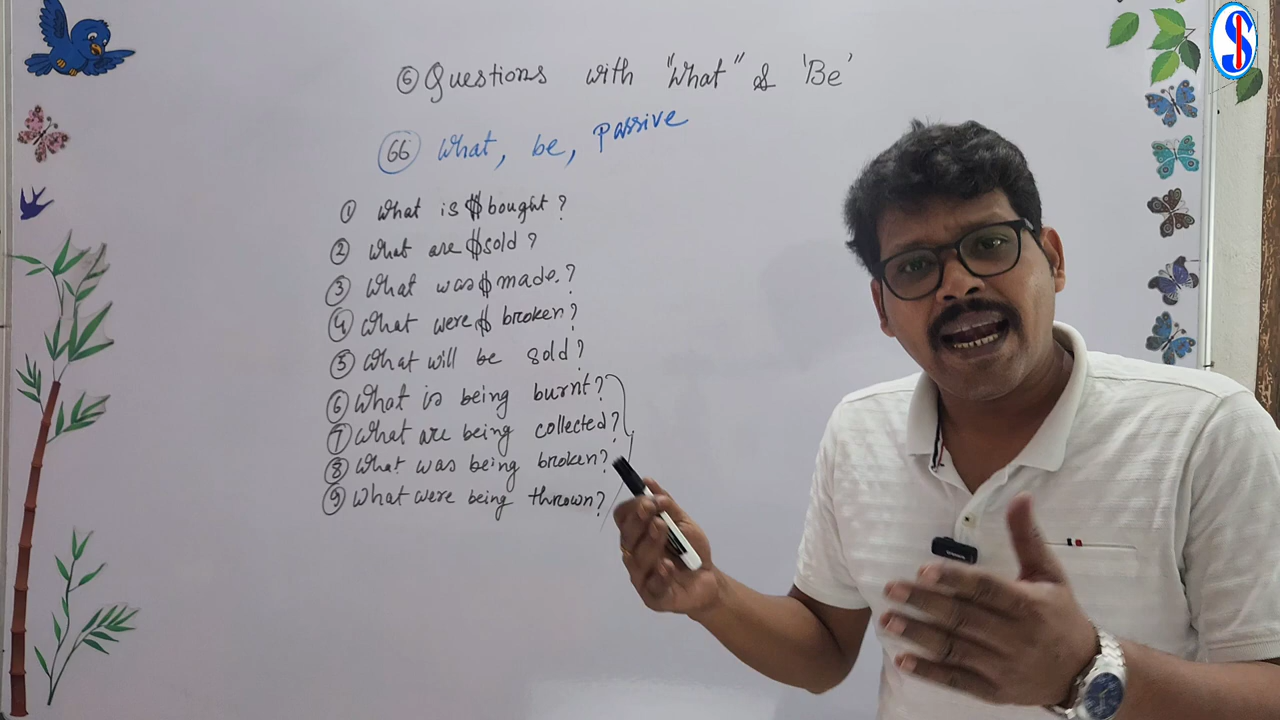 ⑥ Questions with "What" & 'Be'
66 What, be, passive
① What is $ bought?
② What are $ sold?
③ What was $ made.?
④ What were $ broken?
⑤ What will be sold?
⑥ What is being burnt?
⑦ What are being collected?
⑧ What was being broken?
⑨ What were being thrown?